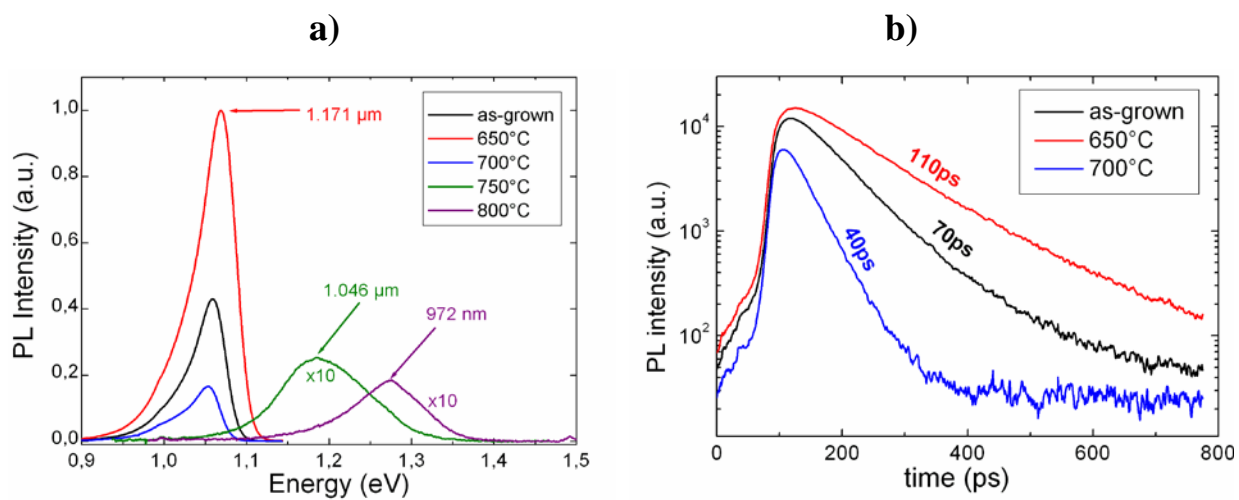 a)
PL Intensity (a.u.)
1,0
0,8
0,6
0,4
0,2
0,0
0,9
1,0
1,1
1,2
1,3
1,4
1,5
Energy (eV)
1.171 µm
1.046 µm
x10
972 nm
x10
as-grown
650°C
700°C
750°C
800°C
b)
PL intensity (a.u.)
10⁴
10³
10²
0
200
400
600
800
time (ps)
110ps
70ps
40ps
as-grown
650°C
700°C